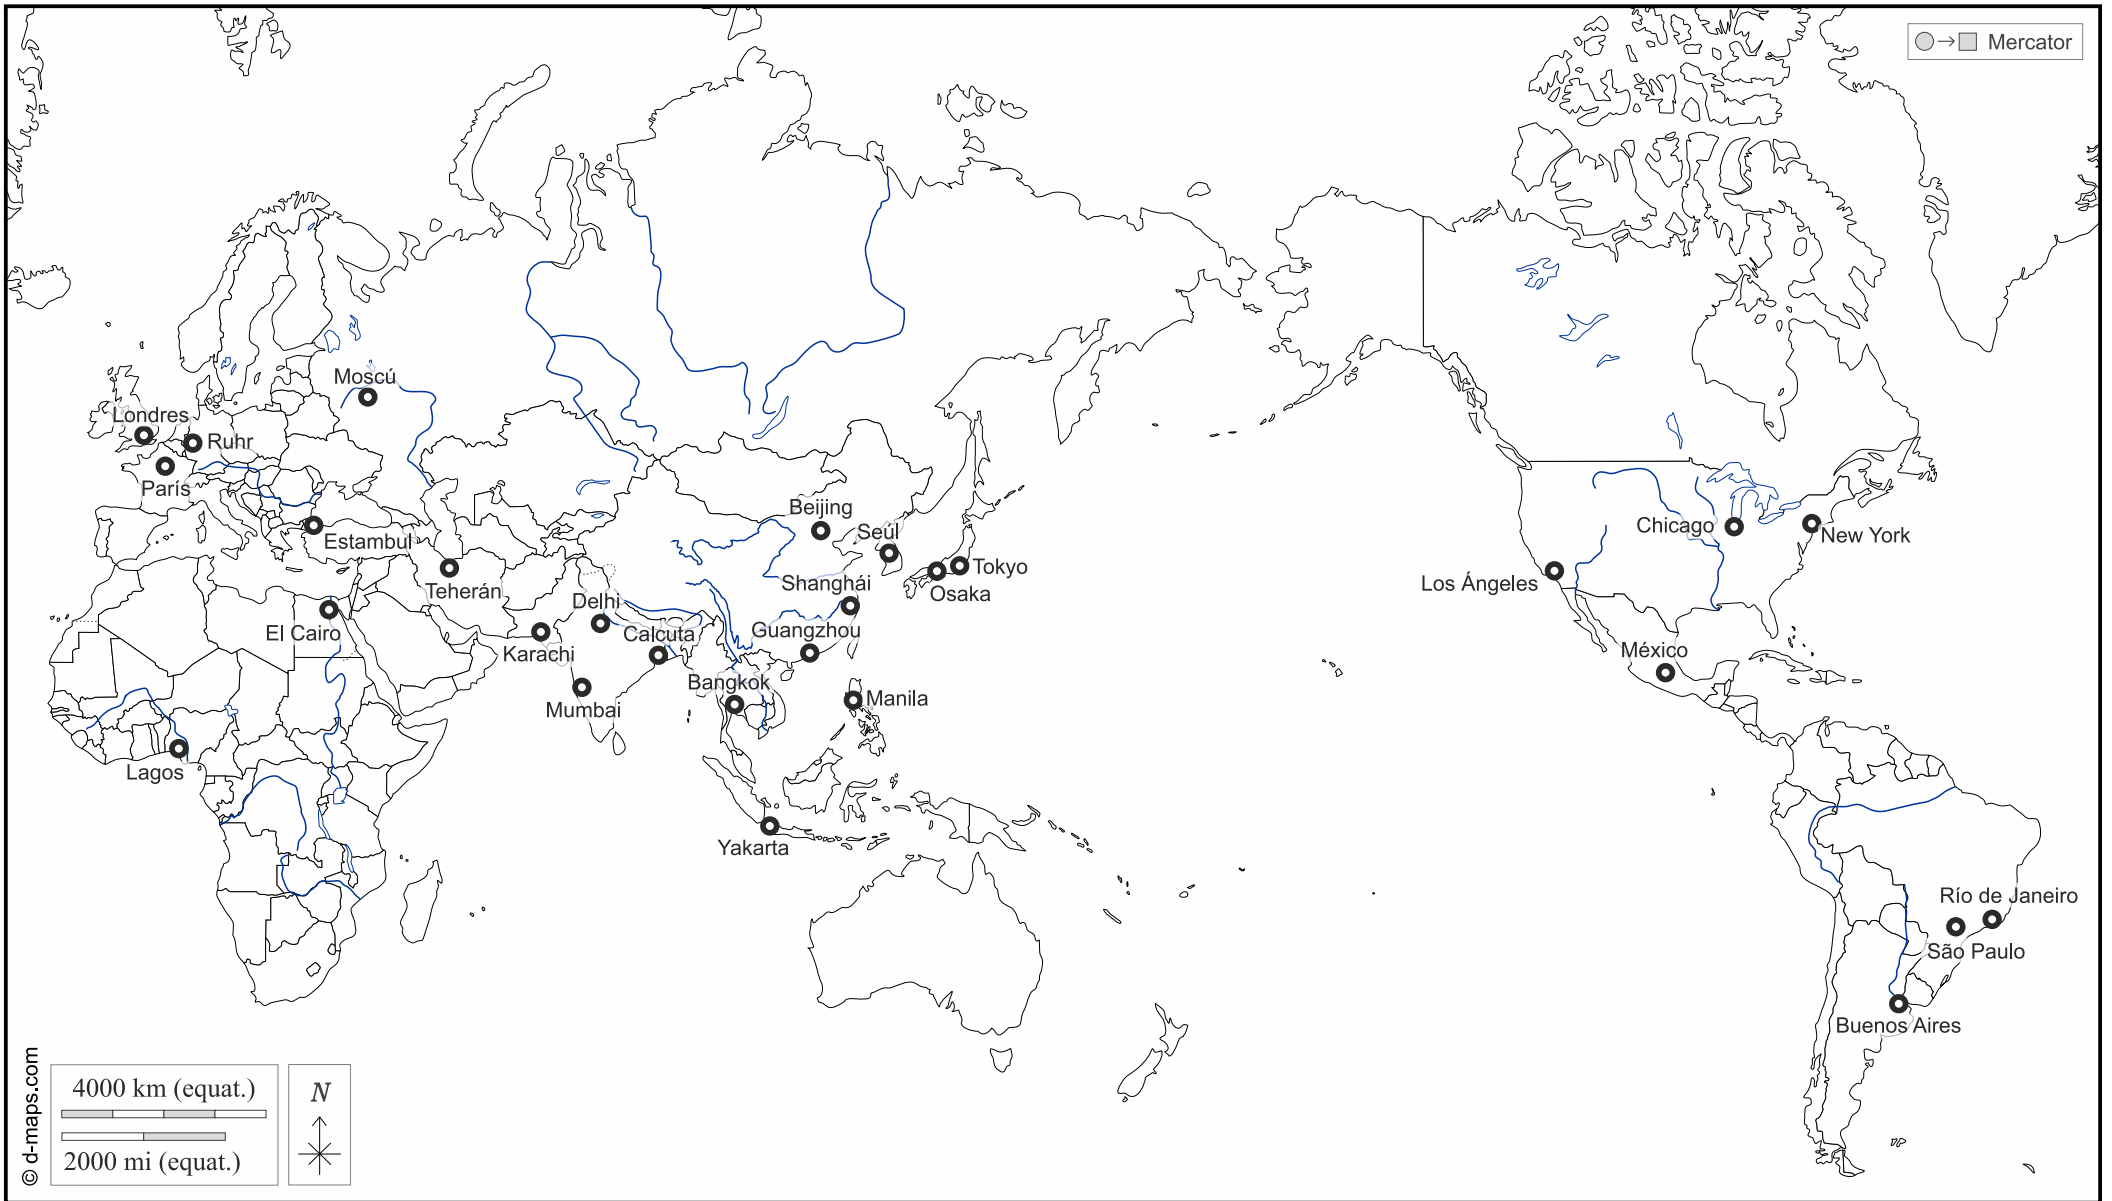 Mercator
Moscú
Londres
Ruhr
París
Estambul
Teherán
El Cairo
Lagos
Karachi
Delhi
Calcuta
Mumbai
Beijing
Seúl
Tokyo
Osaka
Shanghái
Guangzhou
Bangkok
Manila
Yakarta
Chicago
New York
Los Ángeles
México
Río de Janeiro
São Paulo
Buenos Aires
4000 km (equat.)
2000 mi (equat.)
N
© d-maps.com